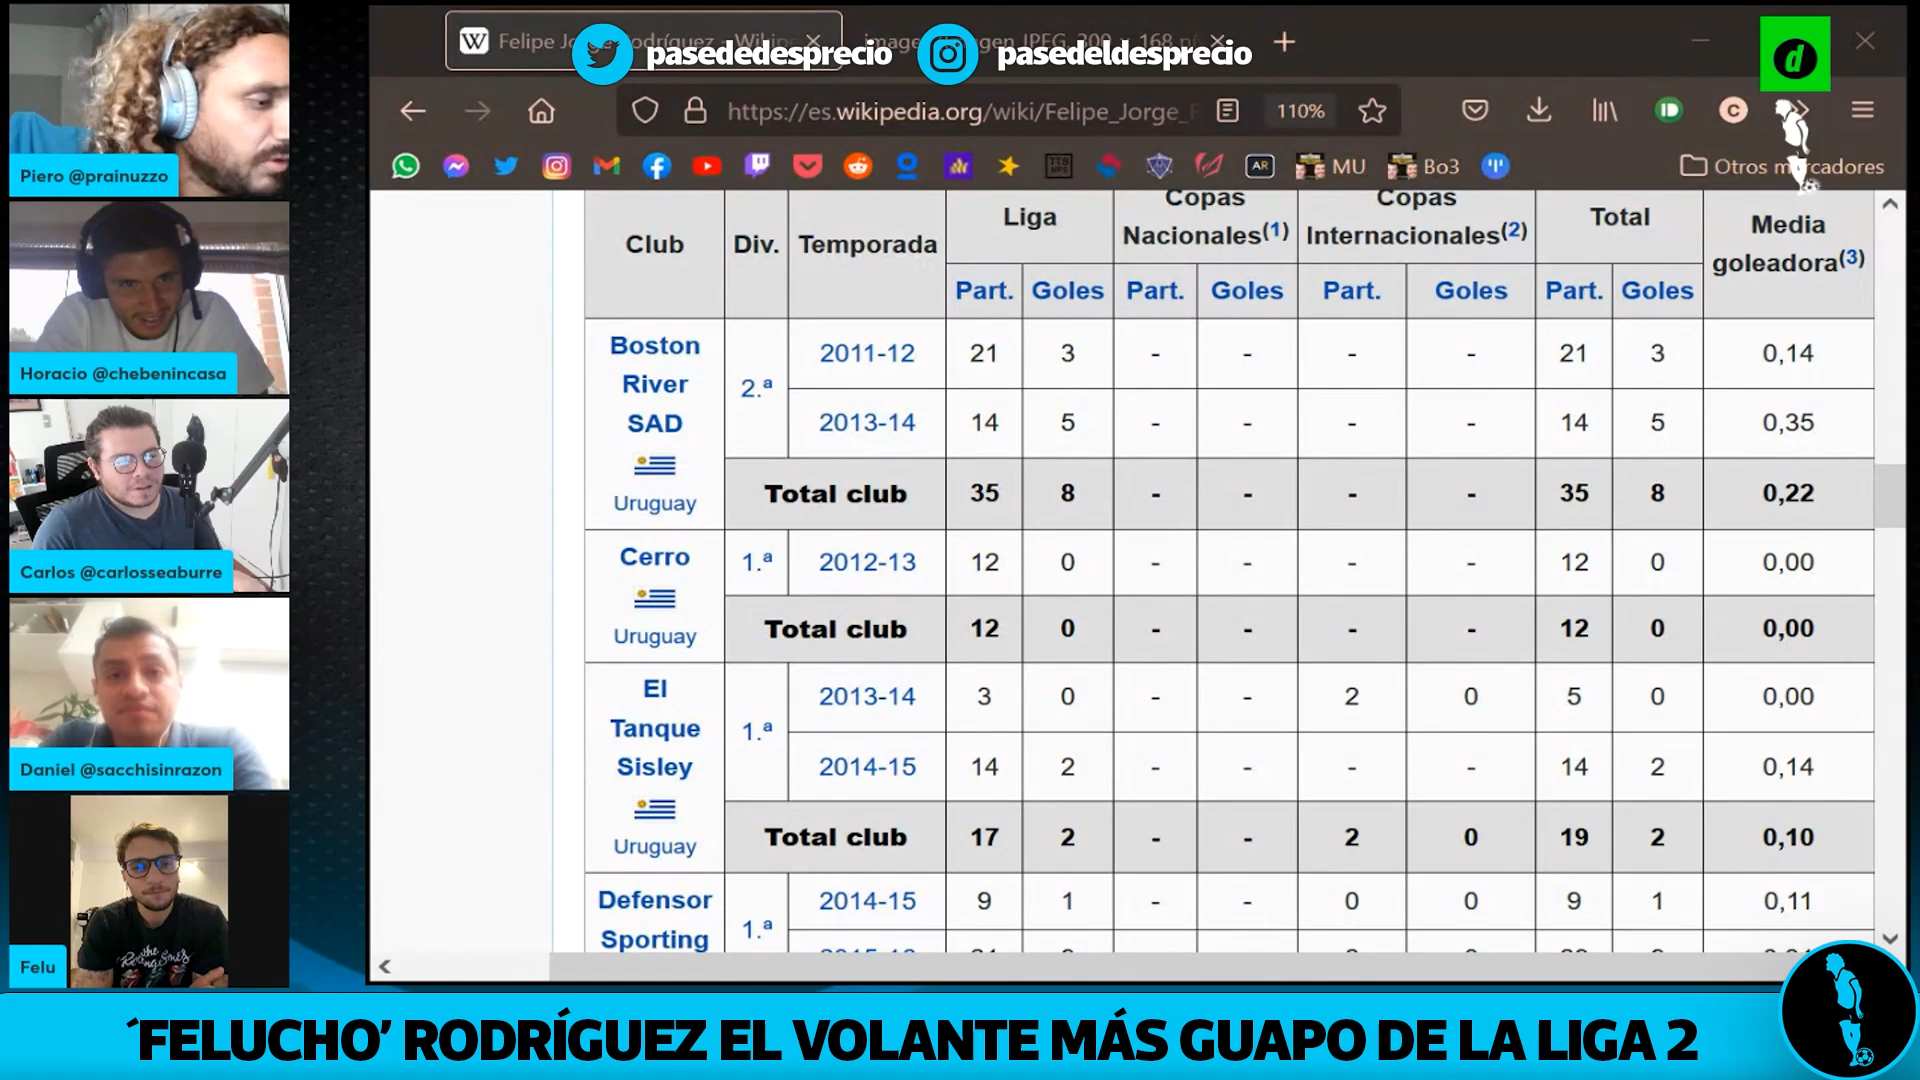 Felipe Jorge Rodríguez - Wikipe
pasededesprecio
pasedeldesprecio
d
https://es.wikipedia.org/wiki/Felipe_Jorge_
110%
C
AR
MU
Bo3
Otros marcadores
Piero @prainuzzo
Horacio @chebenincasa
Carlos @carlosseaburre
Daniel @sacchisinrazon
Felu
Club Div. Temporada Liga Copas Nacionales(1) Copas Internacionales(2) Total Media goleadora(3)
Part. Goles Part. Goles Part. Goles Part. Goles
Boston River SAD Uruguay 2.ª 2011-12 21 3 - - - - 21 3 0,14
2013-14 14 5 - - - - 14 5 0,35
Total club 35 8 - - - - 35 8 0,22
Cerro Uruguay 1.ª 2012-13 12 0 - - - - 12 0 0,00
Total club 12 0 - - - - 12 0 0,00
El Tanque Sisley Uruguay 1.ª 2013-14 3 0 - - 2 0 5 0 0,00
2014-15 14 2 - - - - 14 2 0,14
Total club 17 2 - - 2 0 19 2 0,10
Defensor Sporting 1.ª 2014-15 9 1 - - 0 0 9 1 0,11
´FELUCHO’ RODRÍGUEZ EL VOLANTE MÁS GUAPO DE LA LIGA 2